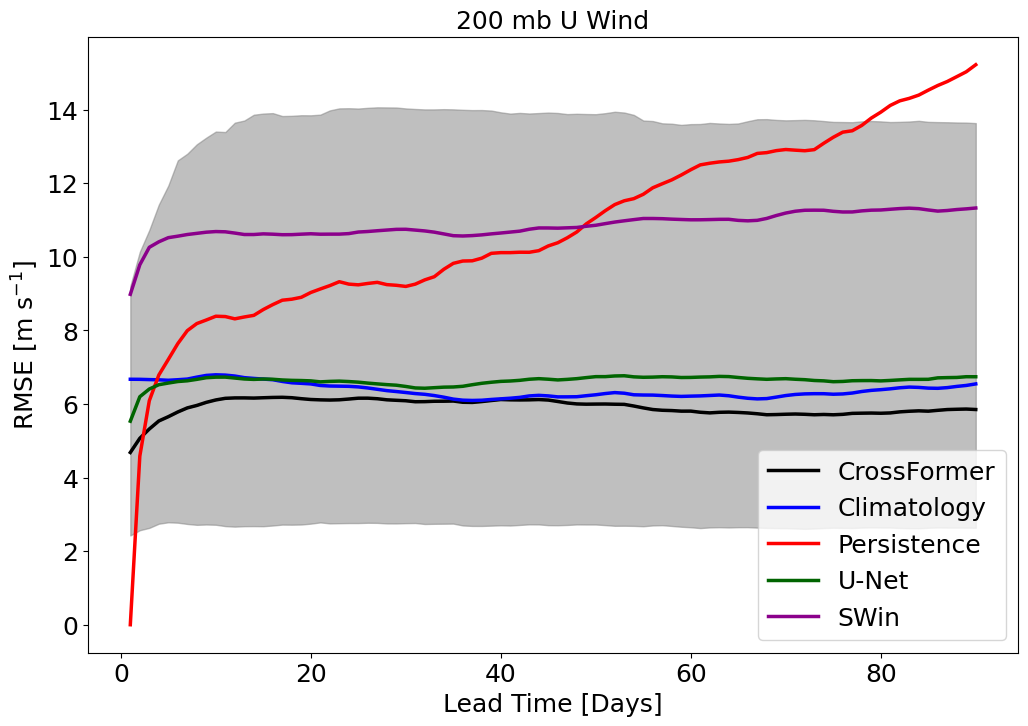 200 mb U Wind
RMSE [m s⁻¹]
14
12
10
8
6
4
2
0
CrossFormer
Climatology
Persistence
U-Net
SWin
0 20 40 60 80
Lead Time [Days]